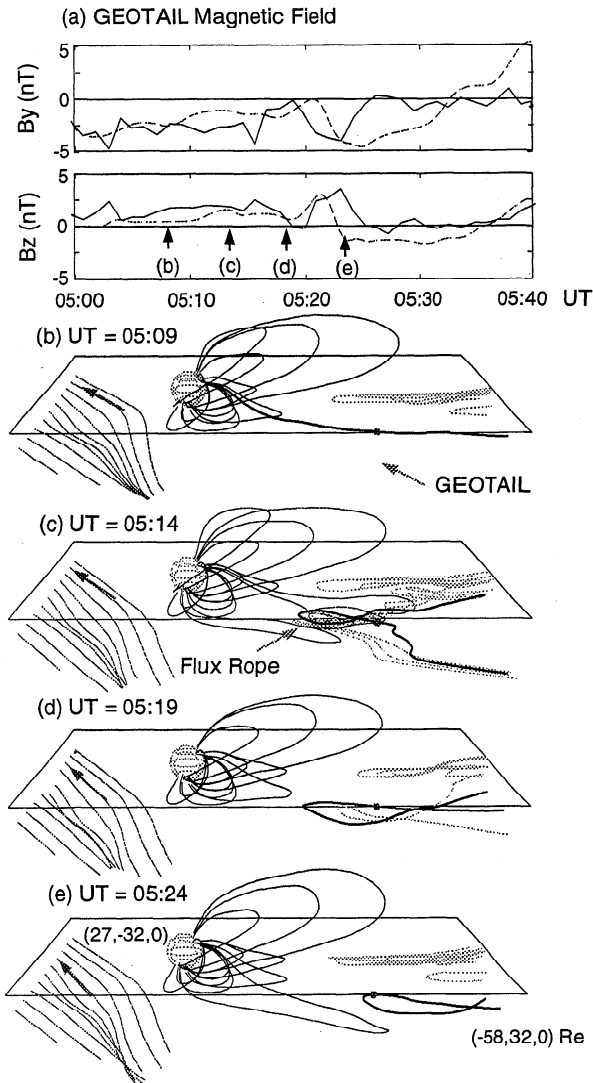 (a) GEOTAIL Magnetic Field
5
By (nT)
0
-5
5
Bz (nT)
0
-5
(b)
(c)
(d)
(e)
05:00
05:10
05:20
05:30
05:40
UT
(b) UT = 05:09
GEOTAIL
(c) UT = 05:14
Flux Rope
(d) UT = 05:19
(e) UT = 05:24
(27,-32,0)
(-58,32,0) Re